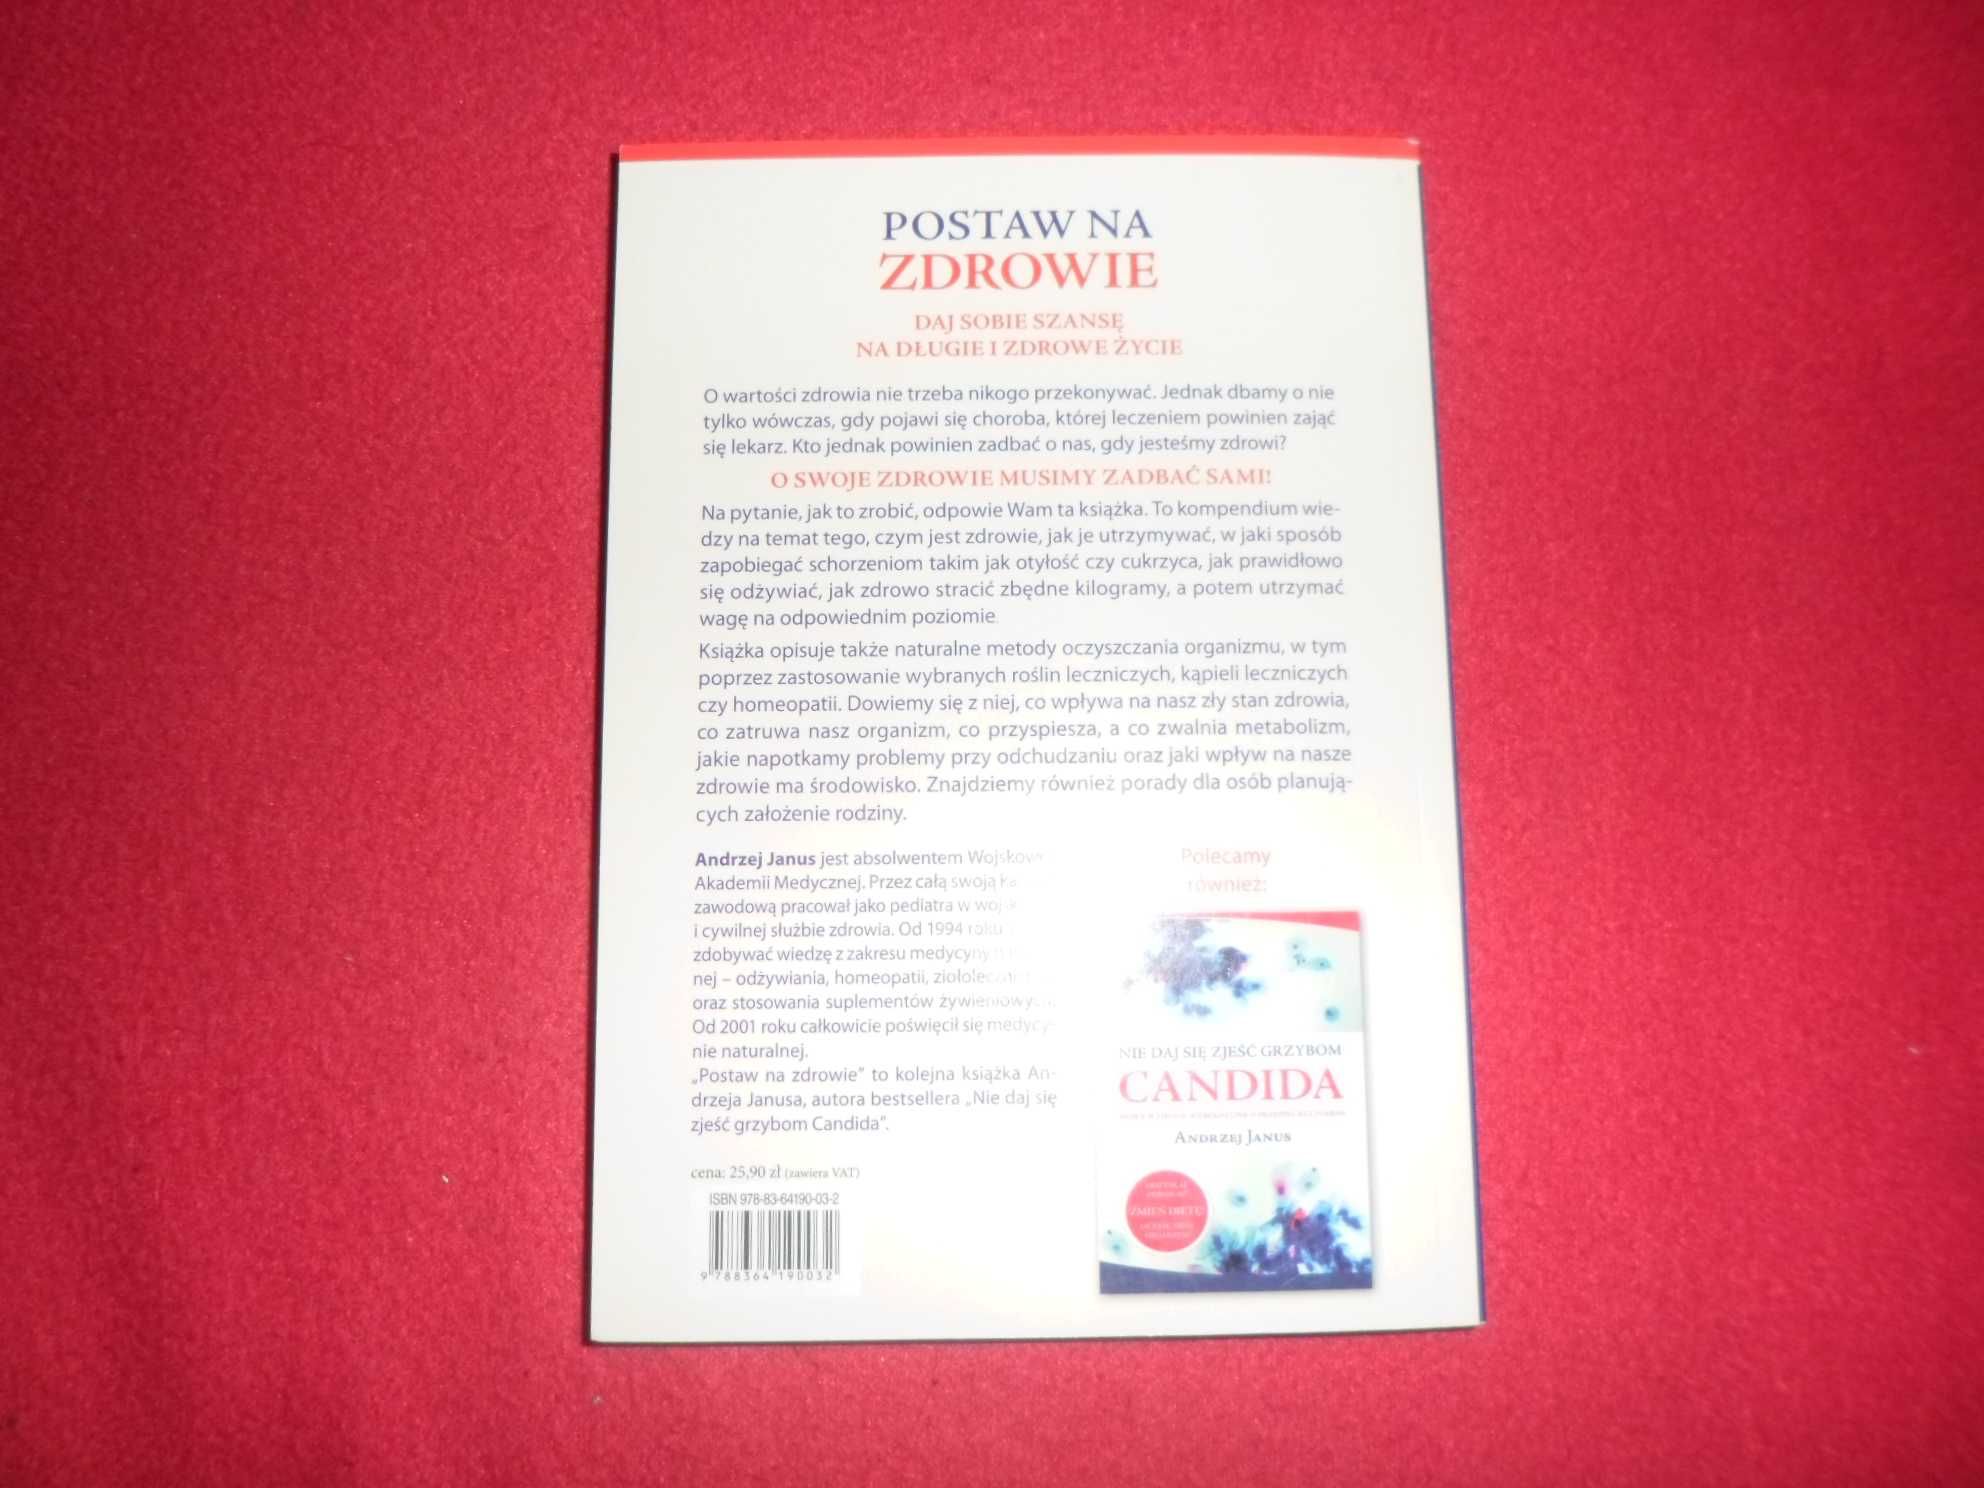 POSTAW NA
ZDROWIE
DAJ SOBIE SZANSĘ
NA DŁUGIE I ZDROWE ŻYCIE
O wartości zdrowia nie trzeba nikogo przekonywać. Jednak dbamy o nie
tylko wówczas, gdy pojawi się choroba, której leczeniem powinien zająć
się lekarz. Kto jednak powinien zadbać o nas, gdy jesteśmy zdrowi?
O SWOJE ZDROWIE MUSIMY ZADBAĆ SAMI!
Na pytanie, jak to zrobić, odpowie Wam ta książka. To kompendium wie-
dzy na temat tego, czym jest zdrowie, jak je utrzymywać, w jaki sposób
zapobiegać schorzeniom takim jak otyłość czy cukrzyca, jak prawidłowo
się odżywiać, jak zdrowo stracić zbędne kilogramy, a potem utrzymać
wagę na odpowiednim poziomie.
Książka opisuje także naturalne metody oczyszczania organizmu, w tym
poprzez zastosowanie wybranych roślin leczniczych, kąpieli leczniczych
czy homeopatii. Dowiemy się z niej, co wpływa na nasz zły stan zdrowia,
co zatruwa nasz organizm, co przyspiesza, a co zwalnia metabolizm,
jakie napotkamy problemy przy odchudzaniu oraz jaki wpływ na nasze
zdrowie ma środowisko. Znajdziemy również porady dla osób planują-
cych założenie rodziny.
Andrzej Janus jest absolwentem
Akademii Medycznej. Przez całą swoją
zawodową pracował jako pediatra w
i cywilnej służbie zdrowia. Od 1994 roku
zdobywać wiedzę z zakresu medycyny
nej – odżywiania, homeopatii,
oraz stosowania suplementów żywieniowych.
Od 2001 roku całkowicie poświęcił się medycy-
nie naturalnej.
„Postaw na zdrowie” to kolejna książka An-
drzeja Janusa, autora bestsellera „Nie daj się
zjeść grzybom Candida”.
Polecamy
również:
NIE DAJ SIĘ ZJEŚĆ GRZYBOM
CANDIDA
ANDRZEJ JANUS
ZMIEŃ DIETĘ!
cena: 25,90 zł (zawiera VAT)
ISBN 978-83-64190-03-2
9 788364 190032